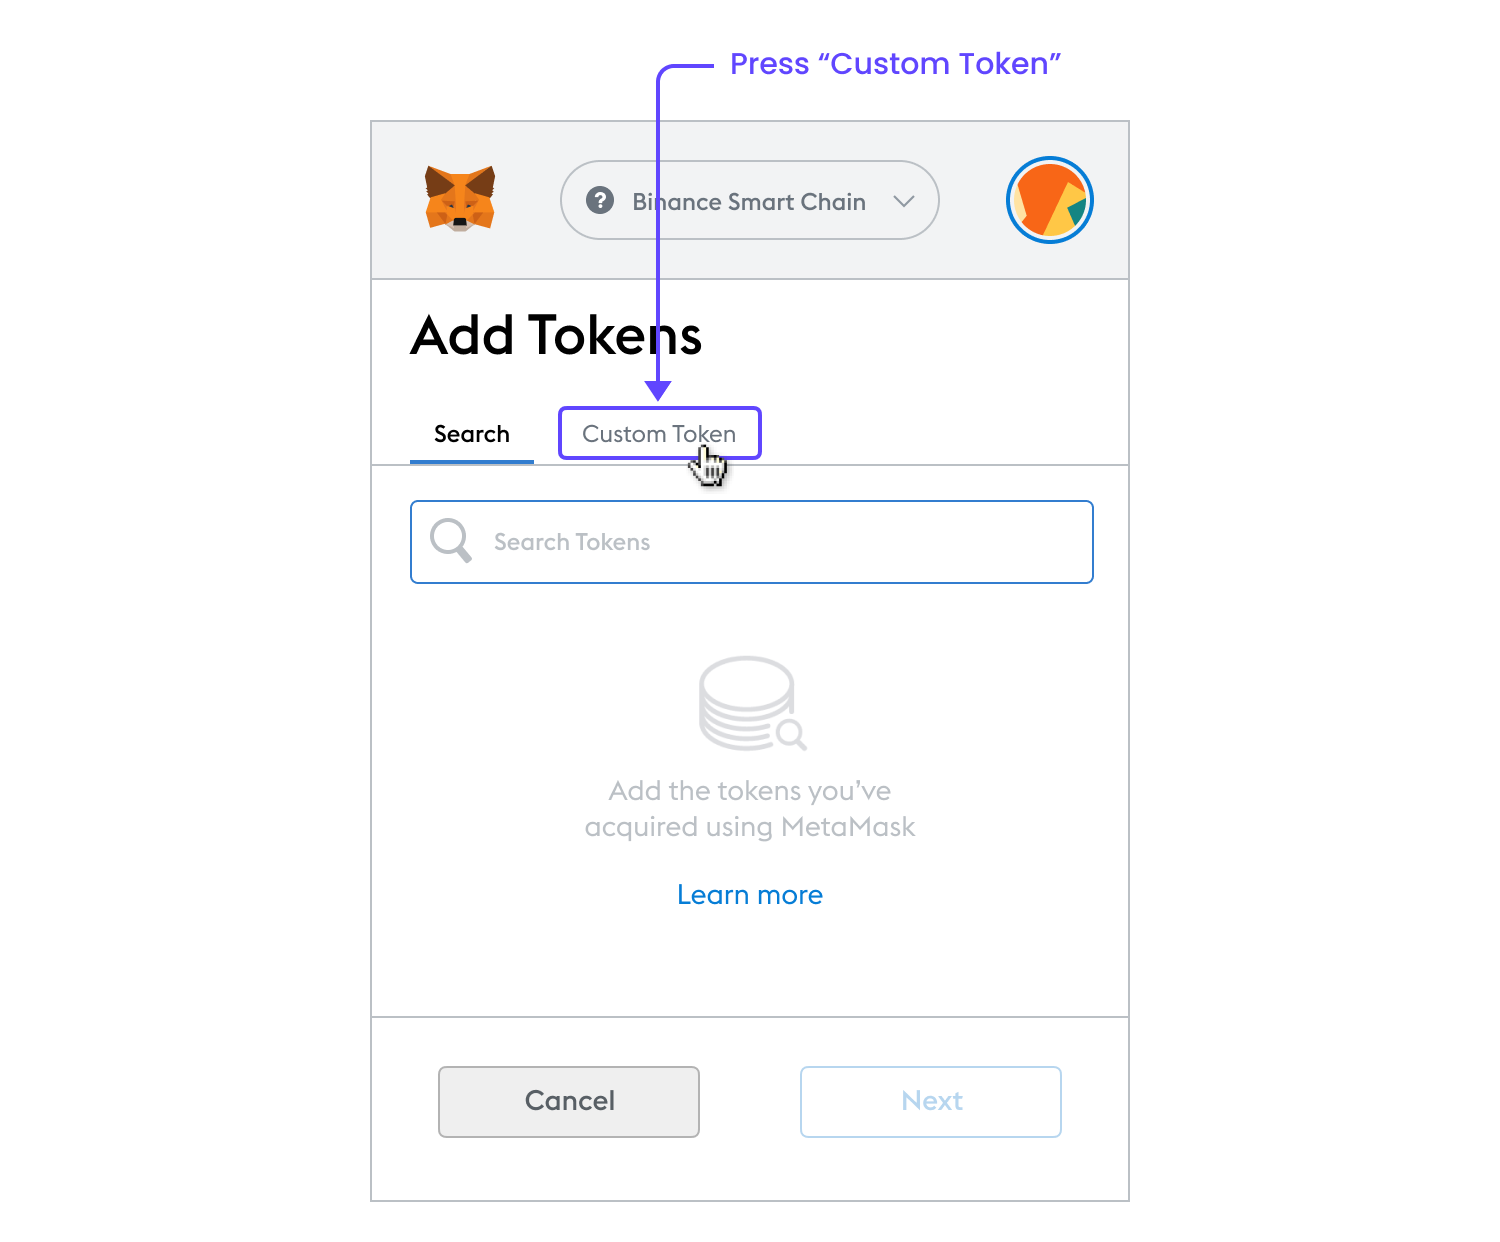 Press “Custom Token”
? Binance Smart Chain
Add Tokens
Search Custom Token
Search Tokens
Add the tokens you’ve
acquired using MetaMask
Learn more
Cancel Next